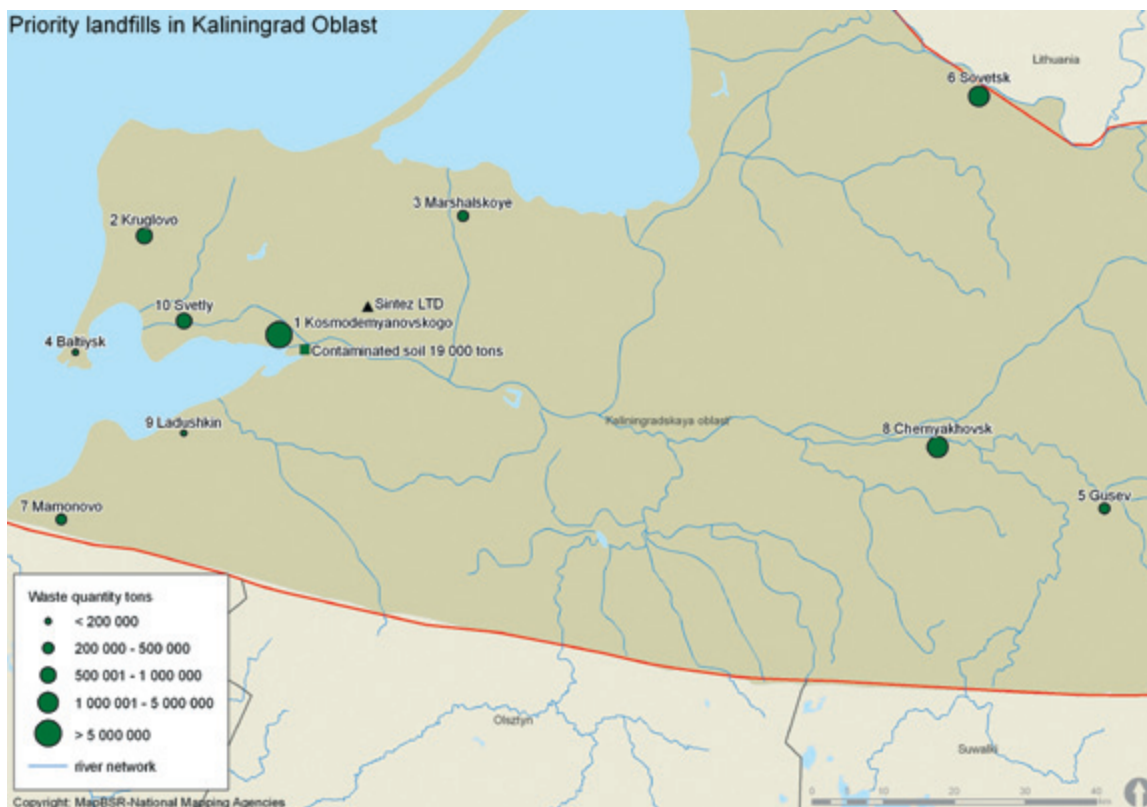 Priority landfills in Kaliningrad Oblast
Lithuania
6 Sovetsk
3 Marshalskoye
2 Kruglovo
Sintez LTD
10 Svetly
1 Kosmodemyanovskogo
4 Baltiysk
Contaminated soil 19 000 tons
9 Ladushkin
Kaliningradskaya oblast
8 Chernyakhovsk
5 Gusev
7 Mamonovo
Waste quantity tons
< 200 000
200 000 - 500 000
500 001 - 1 000 000
1 000 001 - 5 000 000
> 5 000 000
river network
Olsztyn
Suwalki
Copyright: MapBSR-National Mapping Agencies
0 5 10 20 30 40
km